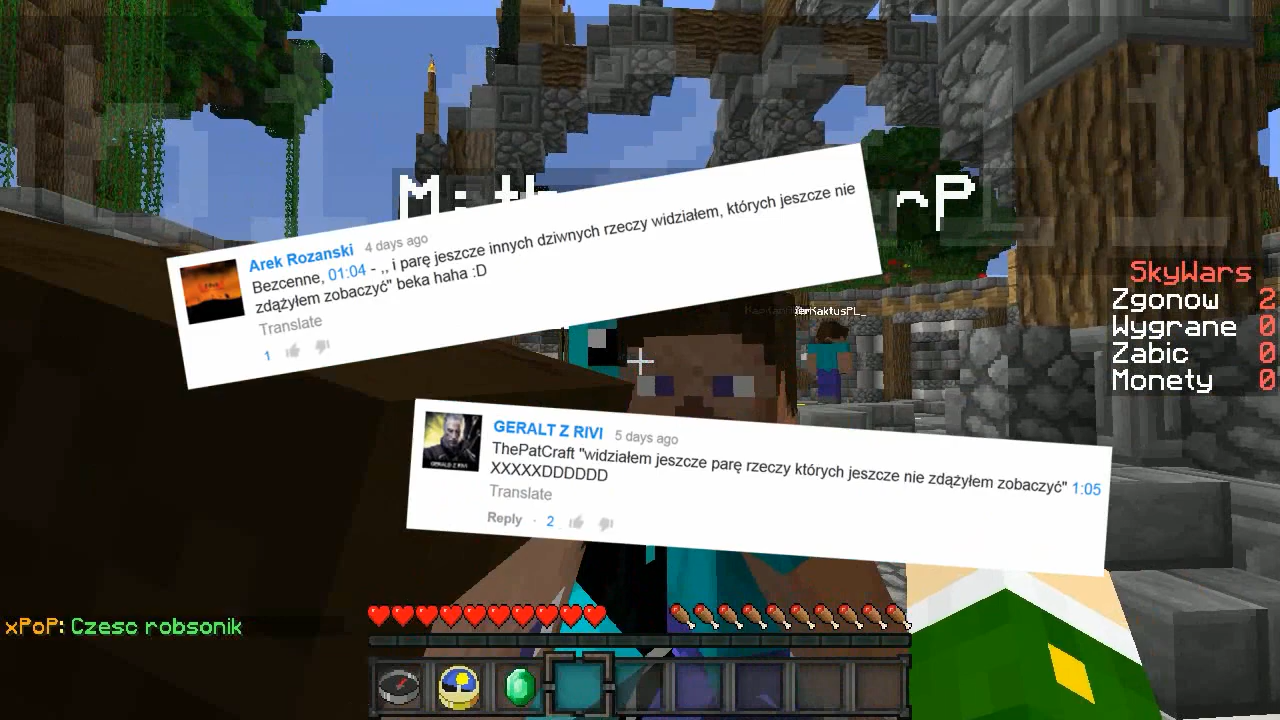 Arek Rozanski 4 days ago
Bezcenne, 01:04 - ,, i parę jeszcze innych dziwnych rzeczy widziałem, których jeszcze nie
zdążyłem zobaczyć" beka haha :D
Translate
1
SkyWars
Zgonow 2
Wygrane 0
Zabic 0
Monety 0
GERALT Z RIVI 5 days ago
ThePatCraft "widziałem jeszcze parę rzeczy których jeszcze nie zdążyłem zobaczyć" 1:05
XXXXXDDDDDD
Translate
Reply · 2
xPoP: Czesc robsonik